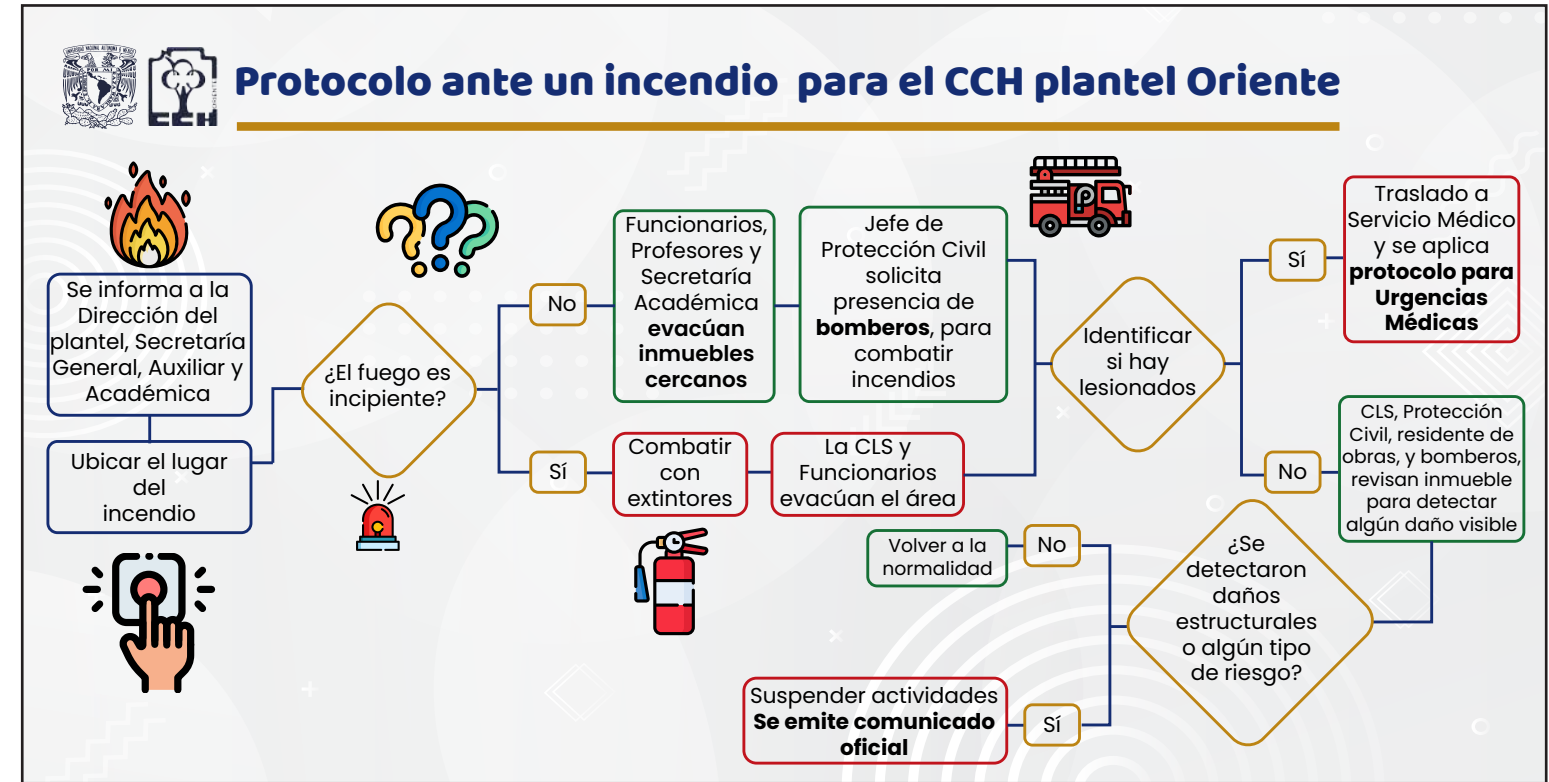 Protocolo ante un incendio para el CCH plantel Oriente
CCH
ORIENTE
Se informa a la
Dirección del
plantel, Secretaría
General, Auxiliar y
Académica
Ubicar el lugar
del
incendio
¿El fuego es
incipiente?
No
Funcionarios,
Profesores y
Secretaría
Académica
evacúan
inmuebles
cercanos
Jefe de
Protección Civil
solicita
presencia de
bomberos, para
combatir
incendios
Sí
Combatir
con
extintores
La CLS y
Funcionarios
evacúan el área
Identificar
si hay
lesionados
Sí
Traslado a
Servicio Médico
y se aplica
protocolo para
Urgencias
Médicas
No
CLS, Protección
Civil, residente de
obras, y bomberos,
revisan inmueble
para detectar
algún daño visible
¿Se
detectaron
daños
estructurales
o algún tipo
de riesgo?
No
Volver a la
normalidad
Sí
Suspender actividades
Se emite comunicado
oficial